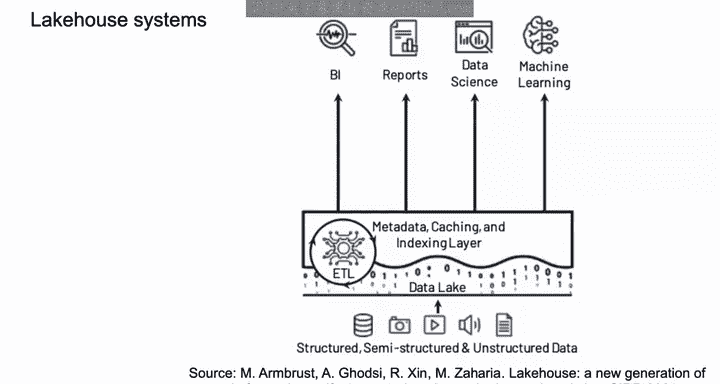 Lakehouse systems
BI
Reports
Data
Science
Machine
Learning
Metadata, Caching, and
Indexing Layer
ETL
Data Lake
Structured, Semi-structured & Unstructured Data
Source: M. Armbrust, A. Ghodsi, R. Xin, M. Zaharia. Lakehouse: a new generation of